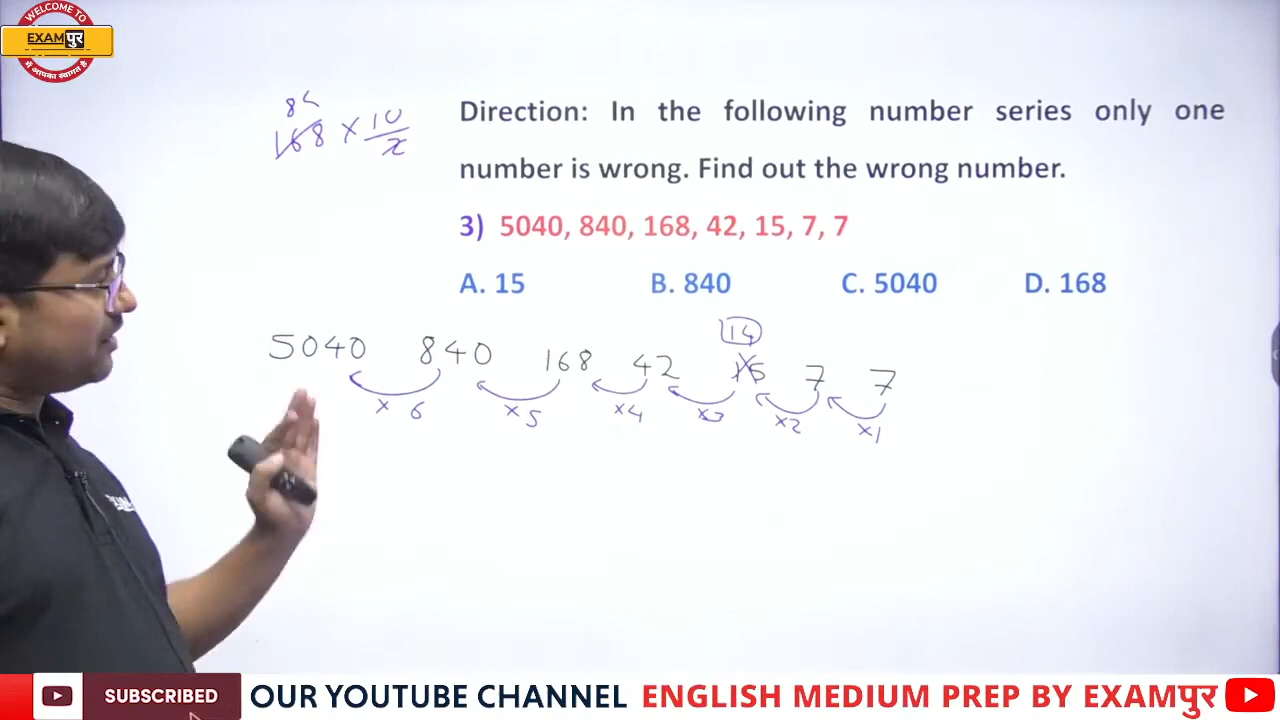 WELCOME TO
EXAMपुर
में आपका स्वागत है
84
168 × 10/x
Direction: In the following number series only one
number is wrong. Find out the wrong number.
3) 5040, 840, 168, 42, 15, 7, 7
A. 15 B. 840 C. 5040 D. 168
14
5040 840 168 42 15 7 7
×6 ×5 ×4 ×3 ×2 ×1
SUBSCRIBED
OUR YOUTUBE CHANNEL ENGLISH MEDIUM PREP BY EXAMपुर